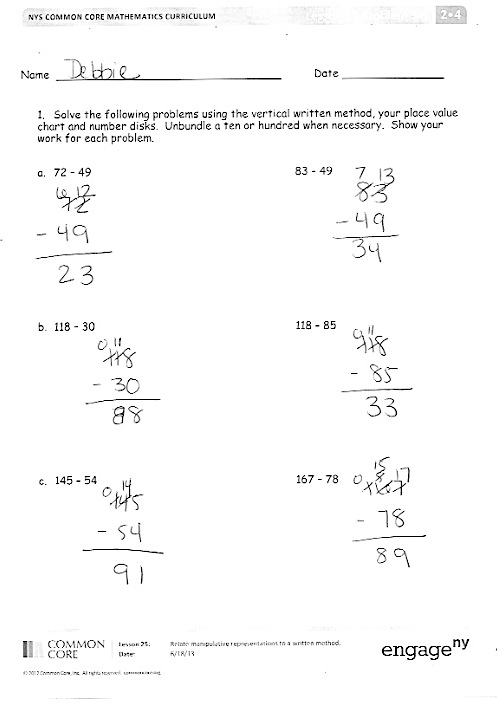 NYS COMMON CORE MATHEMATICS CURRICULUM 2•4
Name Debbie Date
1. Solve the following problems using the vertical written method, your place value
chart and number disks. Unbundle a ten or hundred when necessary. Show your
work for each problem.
a. 72 - 49
6 12
72
- 49
23
83 - 49
7 13
83
- 49
34
b. 118 - 30
0 11
118
- 30
88
118 - 85
11
118
- 85
33
c. 145 - 54
0 14
145
- 54
91
167 - 78
15
0 17
167
- 78
89
COMMON
CORE
Lesson 25:
Date:
Relate manipulative representations to a written method.
6/18/13
engageny
© 2012 Common Core, Inc. All rights reserved. commoncore.org